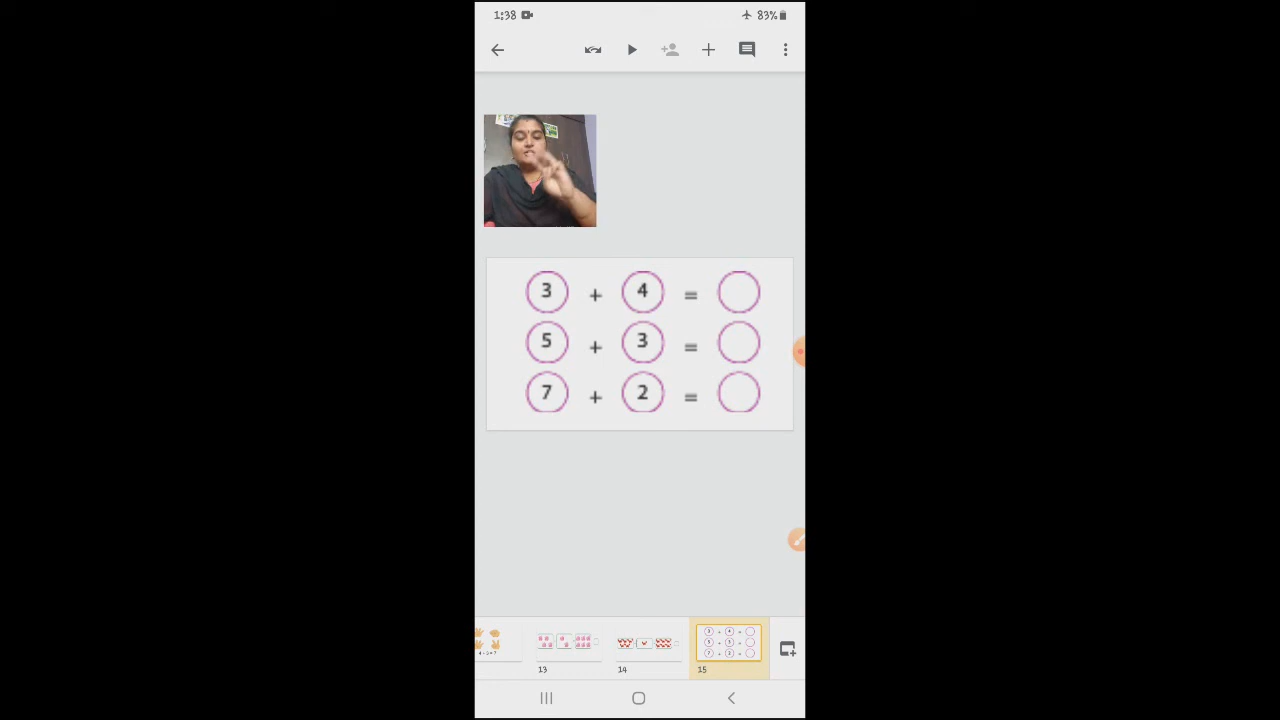 1:38 83%
3 + 4 =
5 + 3 =
7 + 2 =
13 14 15